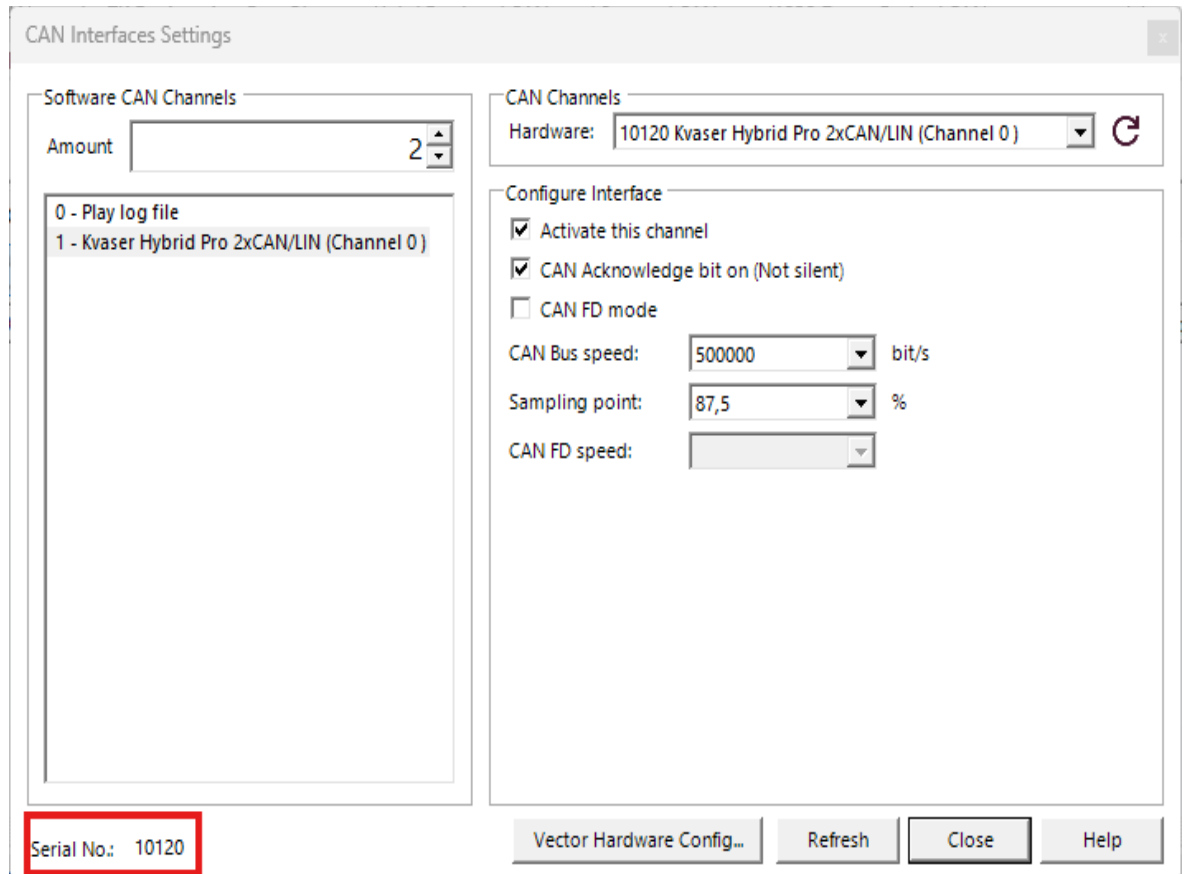 CAN Interfaces Settings
x
Software CAN Channels
Amount 2
0 - Play log file
1 - Kvaser Hybrid Pro 2xCAN/LIN (Channel 0 )
CAN Channels
Hardware: 10120 Kvaser Hybrid Pro 2xCAN/LIN (Channel 0 )
Configure Interface
Activate this channel
CAN Acknowledge bit on (Not silent)
CAN FD mode
CAN Bus speed: 500000 bit/s
Sampling point: 87,5 %
CAN FD speed:
Serial No.: 10120
Vector Hardware Config... Refresh Close Help